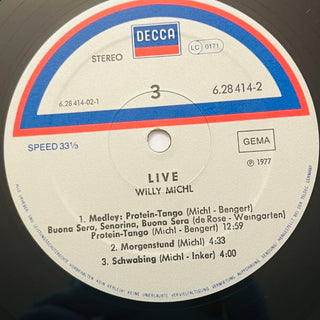 DECCA
STEREO
LC 0171
6.28 414-02-1
3
6.28 414-2
SPEED 33⅓
GEMA
℗ 1977
LIVE
WILLY MICHL
1. Medley: Protein-Tango (Michl - Bengert)
Buona Sera, Senorina, Buona Sera (de Rose - Weingarten)
Protein-Tango (Michl - Bengert) 12:59
2. Morgenstund (Michl) 4:33
3. Schwabing (Michl - Inker) 4:00